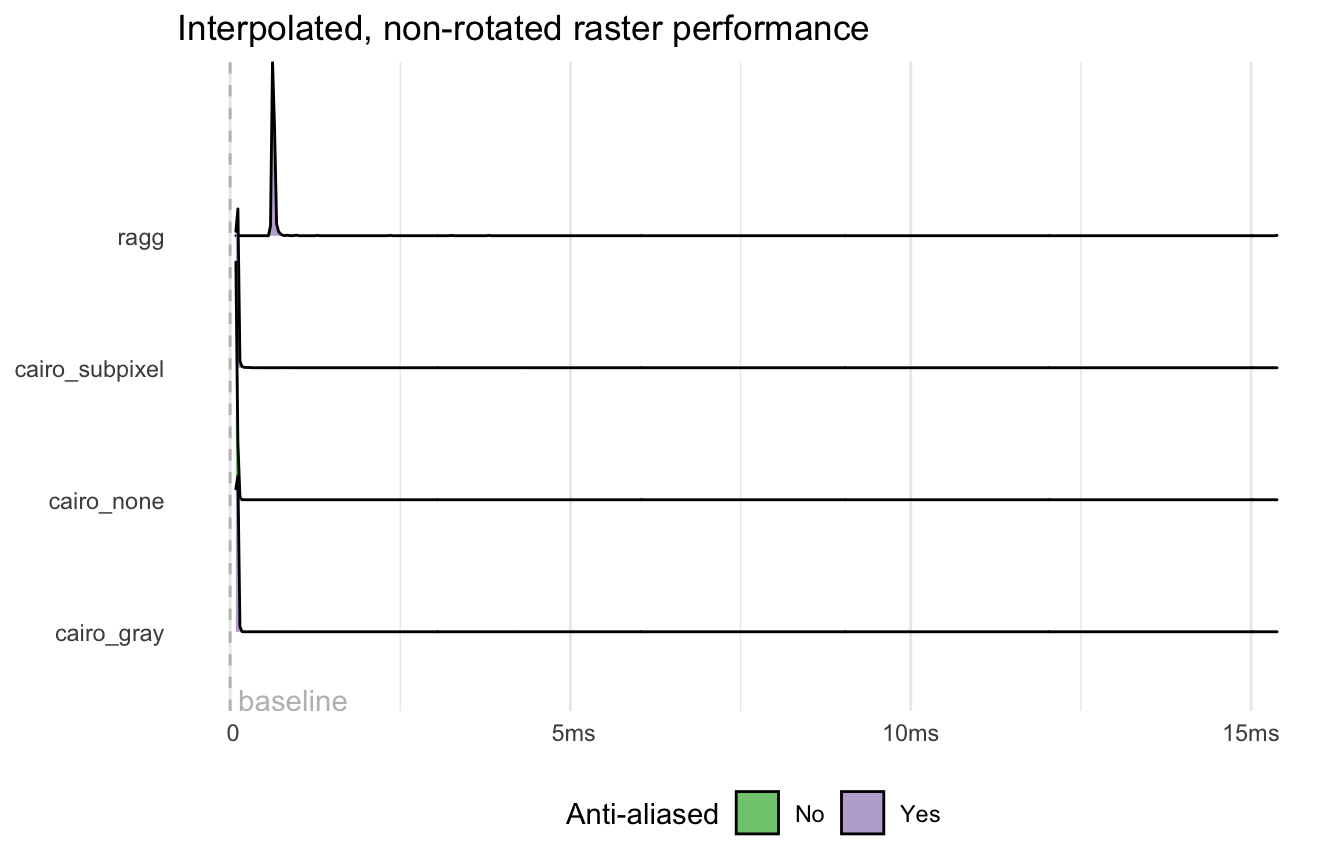 Interpolated, non-rotated raster performance
ragg
cairo_subpixel
cairo_none
cairo_gray
baseline
0 5ms 10ms 15ms
Anti-aliased No Yes